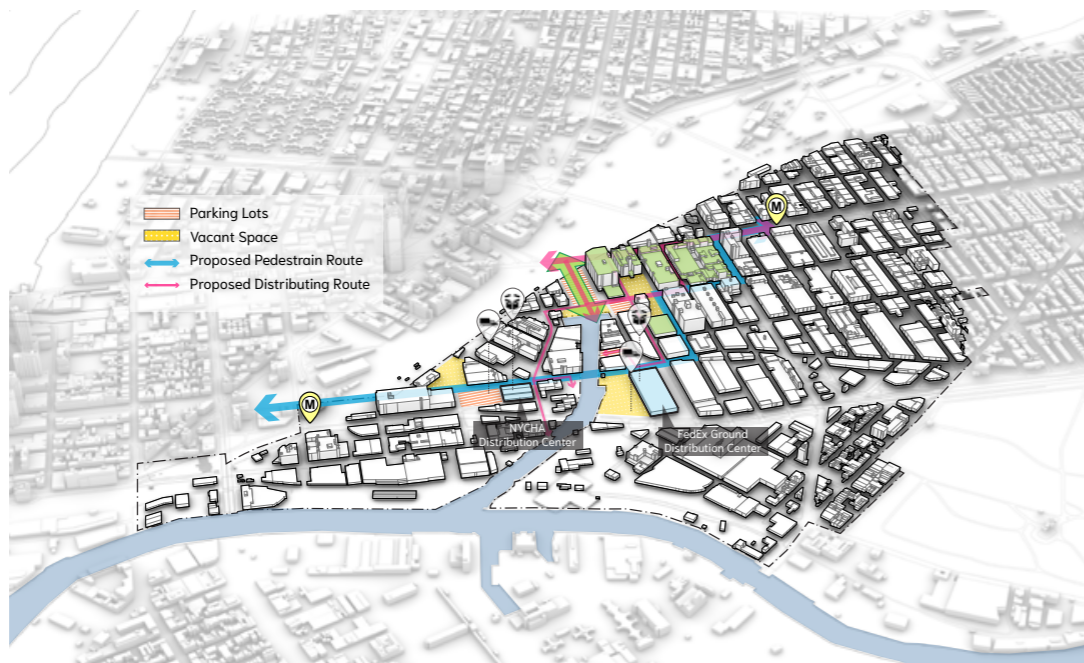 Parking Lots
Vacant Space
Proposed Pedestrain Route
Proposed Distributing Route
M
M
NYCHA
Distribution Center
FedEx Ground
Distribution Center